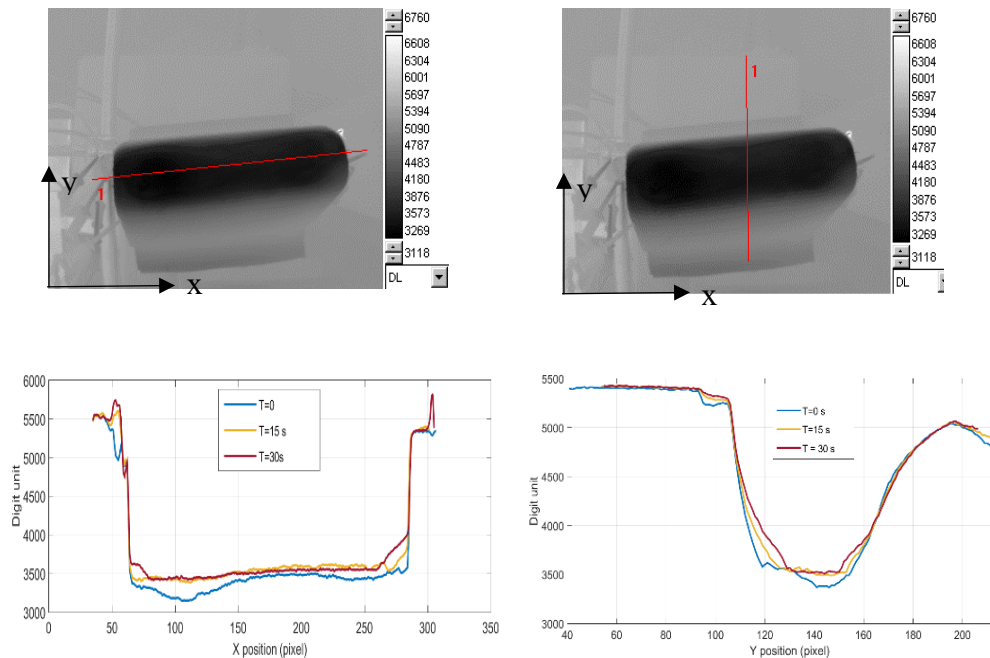 6760
6608
6304
6001
5697
5394
5090
4787
4483
4180
3876
3573
3269
3118
DL
1
y
x
6760
6608
6304
6001
5697
5394
5090
4787
4483
4180
3876
3573
3269
3118
DL
1
y
x
6000
5500
5000
4500
4000
3500
3000
Digit unit
T=0
T=15 s
T=30s
0 50 100 150 200 250 300 350
X position (pixel)
5500
5000
4500
4000
3500
3000
Digit unit
T=0 s
T=15 s
T = 30 s
40 60 80 100 120 140 160 180 200
Y position (pixel)